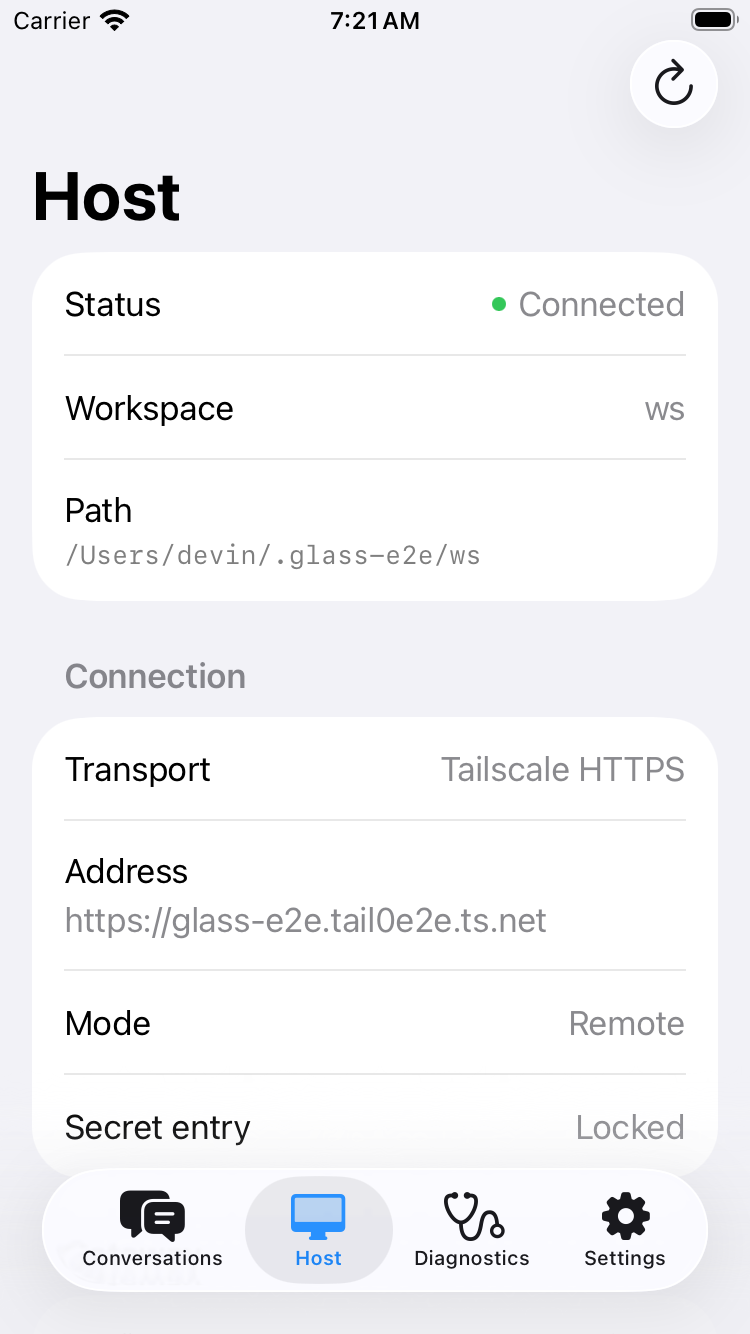 Carrier 7:21 AM
Host
Status Connected
Workspace ws
Path
/Users/devin/.glass-e2e/ws
Connection
Transport Tailscale HTTPS
Address
https://glass-e2e.tail0e2e.ts.net
Mode Remote
Secret entry Locked
Conversations Host Diagnostics Settings